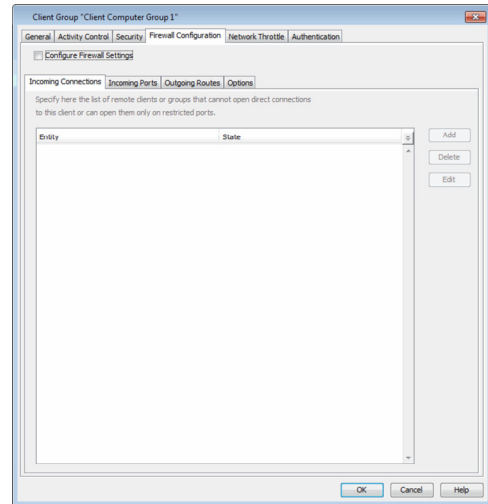 Client Group "Client Computer Group 1"
General Activity Control Security Firewall Configuration Network Throttle Authentication
Configure Firewall Settings
Incoming Connections Incoming Ports Outgoing Routes Options
Specify here the list of remote clients or groups that cannot open direct connections
to this client or can open them only on restricted ports.
Entity State
Add
Delete
Edit
OK Cancel Help